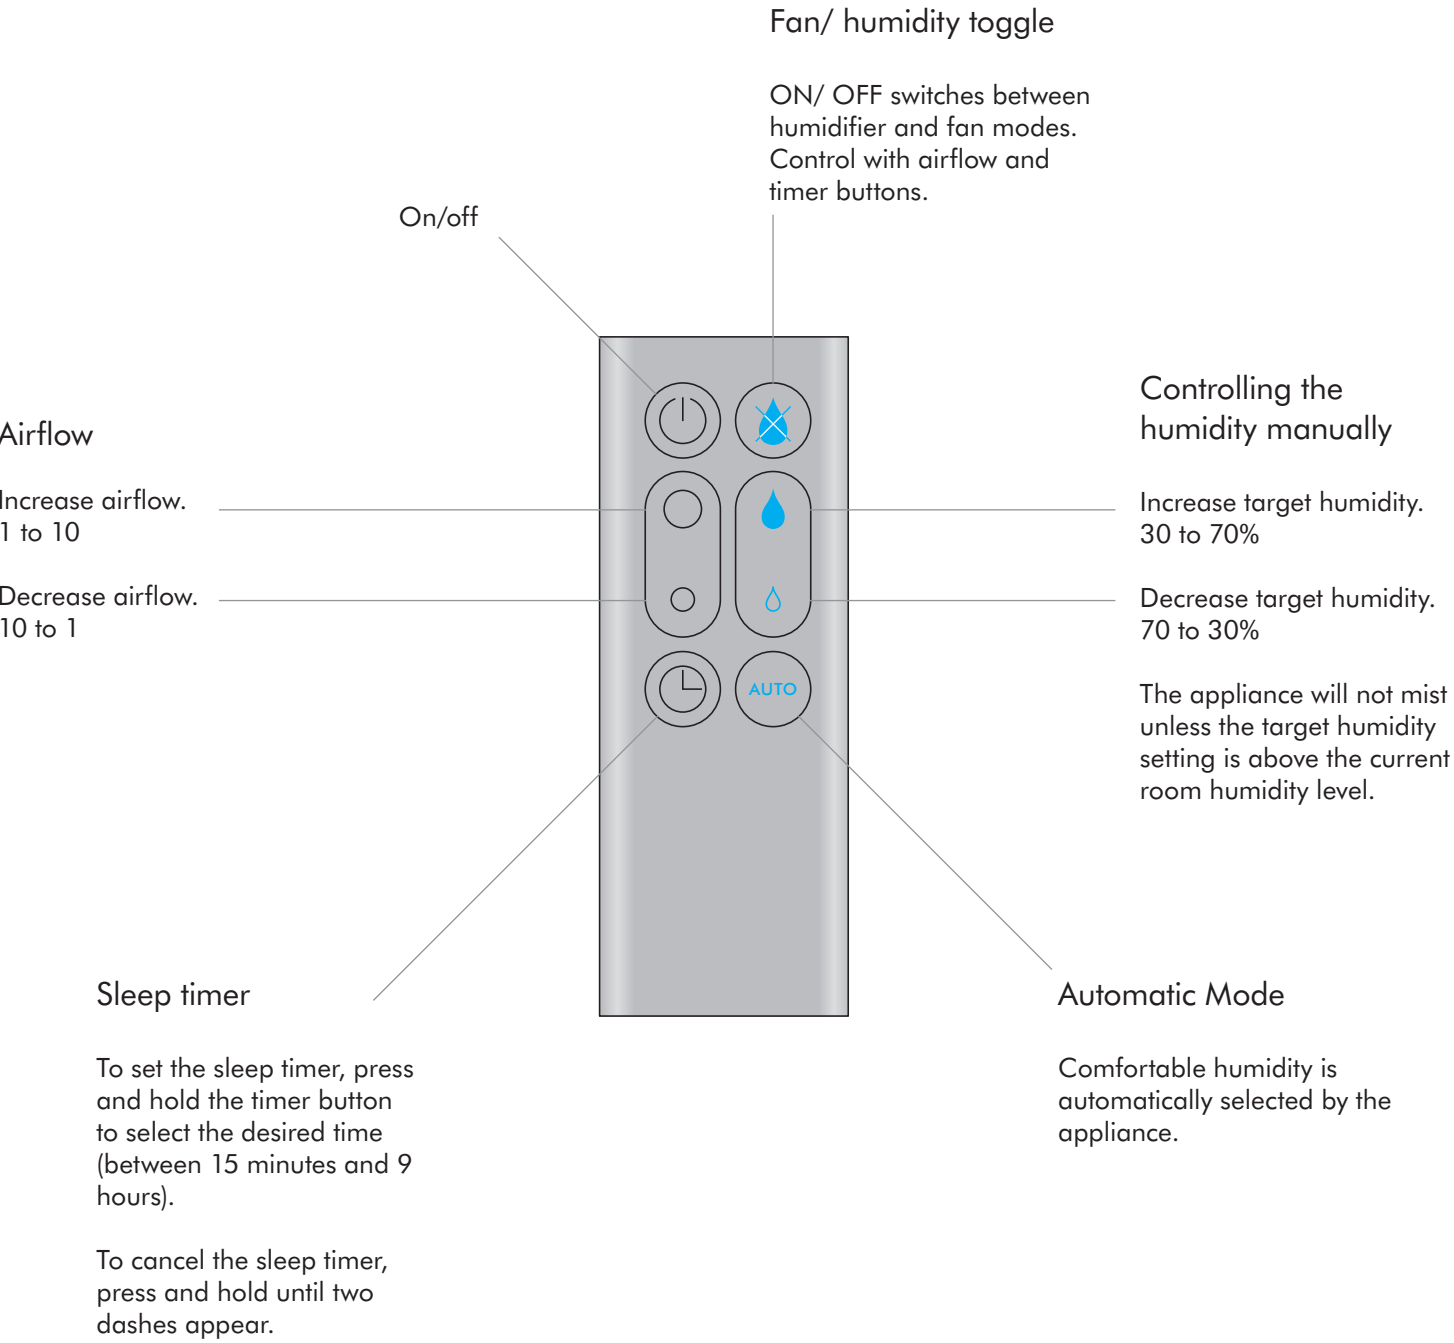 Fan/ humidity toggle
ON/ OFF switches between
humidifier and fan modes.
Control with airflow and
timer buttons.
On/off
Airflow
Increase airflow.
1 to 10
Decrease airflow.
10 to 1
Controlling the
humidity manually
Increase target humidity.
30 to 70%
Decrease target humidity.
70 to 30%
The appliance will not mist
unless the target humidity
setting is above the current
room humidity level.
AUTO
Sleep timer
To set the sleep timer, press
and hold the timer button
to select the desired time
(between 15 minutes and 9
hours).
To cancel the sleep timer,
press and hold until two
dashes appear.
Automatic Mode
Comfortable humidity is
automatically selected by the
appliance.